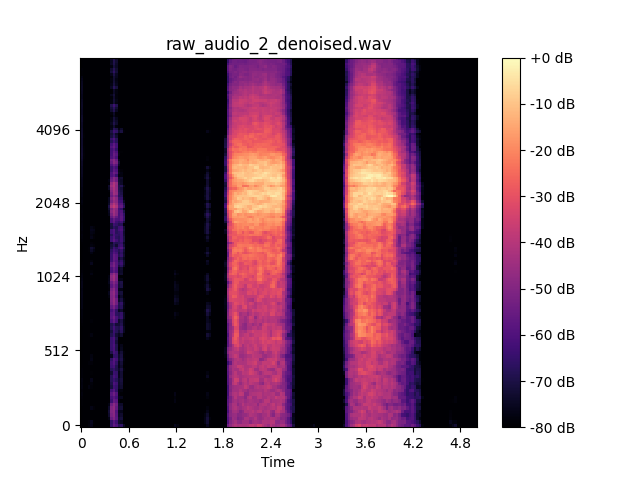 raw_audio_2_denoised.wav
Hz
4096
2048
1024
512
0
0 0.6 1.2 1.8 2.4 3 3.6 4.2 4.8
Time
+0 dB
-10 dB
-20 dB
-30 dB
-40 dB
-50 dB
-60 dB
-70 dB
-80 dB